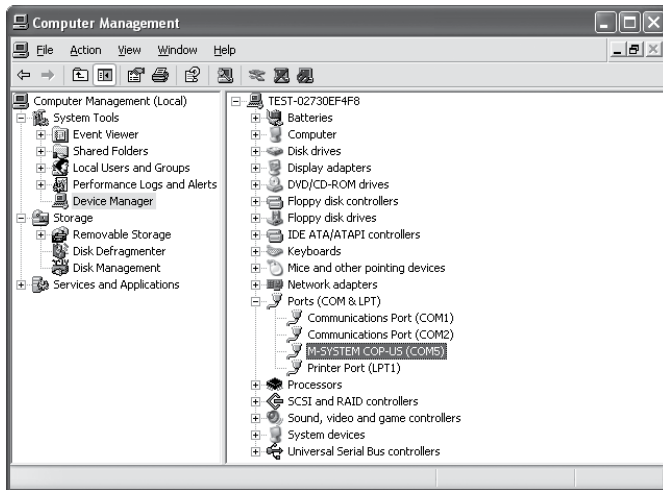 Computer Management
File Action View Window Help
Computer Management (Local)
System Tools
Event Viewer
Shared Folders
Local Users and Groups
Performance Logs and Alerts
Device Manager
Storage
Removable Storage
Disk Defragmenter
Disk Management
Services and Applications
TEST-02730EF4F8
Batteries
Computer
Disk drives
Display adapters
DVD/CD-ROM drives
Floppy disk controllers
Floppy disk drives
IDE ATA/ATAPI controllers
Keyboards
Mice and other pointing devices
Network adapters
Ports (COM & LPT)
Communications Port (COM1)
Communications Port (COM2)
M-SYSTEM COP-US (COM5)
Printer Port (LPT1)
Processors
SCSI and RAID controllers
Sound, video and game controllers
System devices
Universal Serial Bus controllers